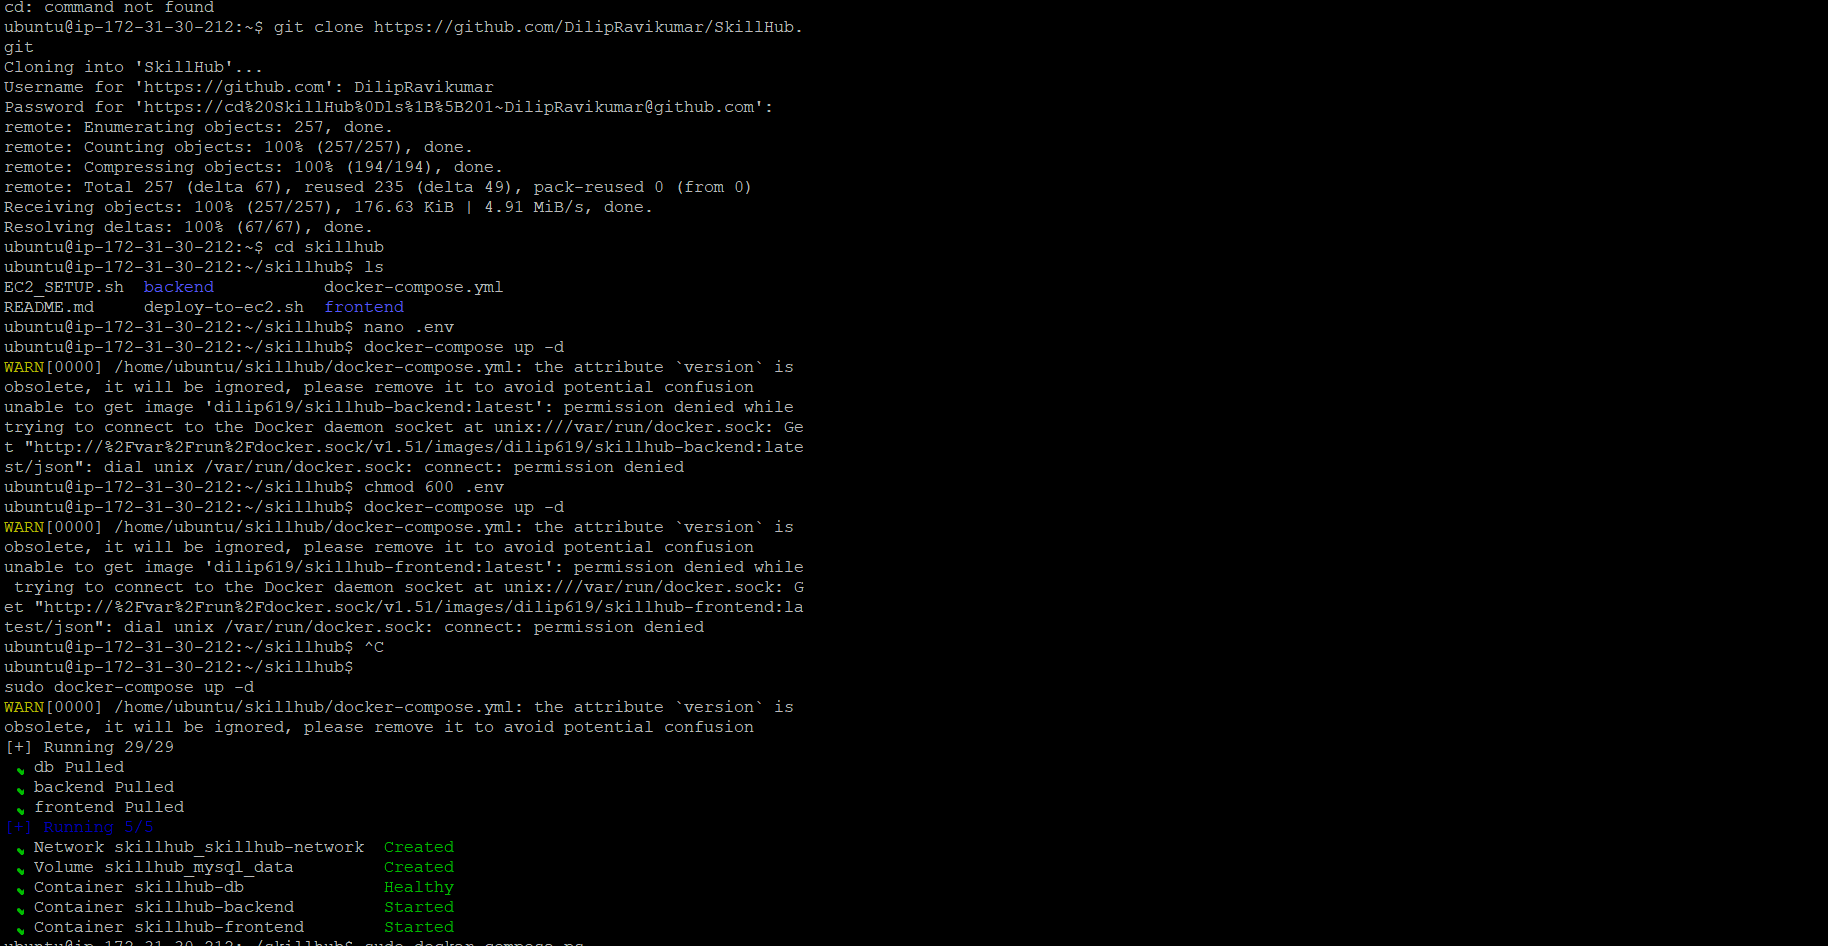 cd: command not found
ubuntu@ip-172-31-30-212:~$ git clone https://github.com/DilipRavikumar/SkillHub.
git
Cloning into 'SkillHub'...
Username for 'https://github.com': DilipRavikumar
Password for 'https://cd%20SkillHub%0Dls%1B%5B201~DilipRavikumar@github.com':
remote: Enumerating objects: 257, done.
remote: Counting objects: 100% (257/257), done.
remote: Compressing objects: 100% (194/194), done.
remote: Total 257 (delta 67), reused 235 (delta 49), pack-reused 0 (from 0)
Receiving objects: 100% (257/257), 176.63 KiB | 4.91 MiB/s, done.
Resolving deltas: 100% (67/67), done.
ubuntu@ip-172-31-30-212:~$ cd skillhub
ubuntu@ip-172-31-30-212:~/skillhub$ ls
EC2_SETUP.sh  backend           docker-compose.yml
README.md     deploy-to-ec2.sh  frontend
ubuntu@ip-172-31-30-212:~/skillhub$ nano .env
ubuntu@ip-172-31-30-212:~/skillhub$ docker-compose up -d
WARN[0000] /home/ubuntu/skillhub/docker-compose.yml: the attribute `version` is
obsolete, it will be ignored, please remove it to avoid potential confusion
unable to get image 'dilip619/skillhub-backend:latest': permission denied while
trying to connect to the Docker daemon socket at unix:///var/run/docker.sock: Ge
t "http://%2Fvar%2Frun%2Fdocker.sock/v1.51/images/dilip619/skillhub-backend:late
st/json": dial unix /var/run/docker.sock: connect: permission denied
ubuntu@ip-172-31-30-212:~/skillhub$ chmod 600 .env
ubuntu@ip-172-31-30-212:~/skillhub$ docker-compose up -d
WARN[0000] /home/ubuntu/skillhub/docker-compose.yml: the attribute `version` is
obsolete, it will be ignored, please remove it to avoid potential confusion
unable to get image 'dilip619/skillhub-frontend:latest': permission denied while
 trying to connect to the Docker daemon socket at unix:///var/run/docker.sock: G
et "http://%2Fvar%2Frun%2Fdocker.sock/v1.51/images/dilip619/skillhub-frontend:la
test/json": dial unix /var/run/docker.sock: connect: permission denied
ubuntu@ip-172-31-30-212:~/skillhub$ ^C
ubuntu@ip-172-31-30-212:~/skillhub$
sudo docker-compose up -d
WARN[0000] /home/ubuntu/skillhub/docker-compose.yml: the attribute `version` is
obsolete, it will be ignored, please remove it to avoid potential confusion
[+] Running 29/29
 ✔ db Pulled
 ✔ backend Pulled
 ✔ frontend Pulled
[+] Running 5/5
 ✔ Network skillhub_skillhub-network  Created
 ✔ Volume skillhub_mysql_data         Created
 ✔ Container skillhub-db              Healthy
 ✔ Container skillhub-backend         Started
 ✔ Container skillhub-frontend        Started
ubuntu@ip-172-31-30-212:~/skillhub$ sudo docker-compose ps